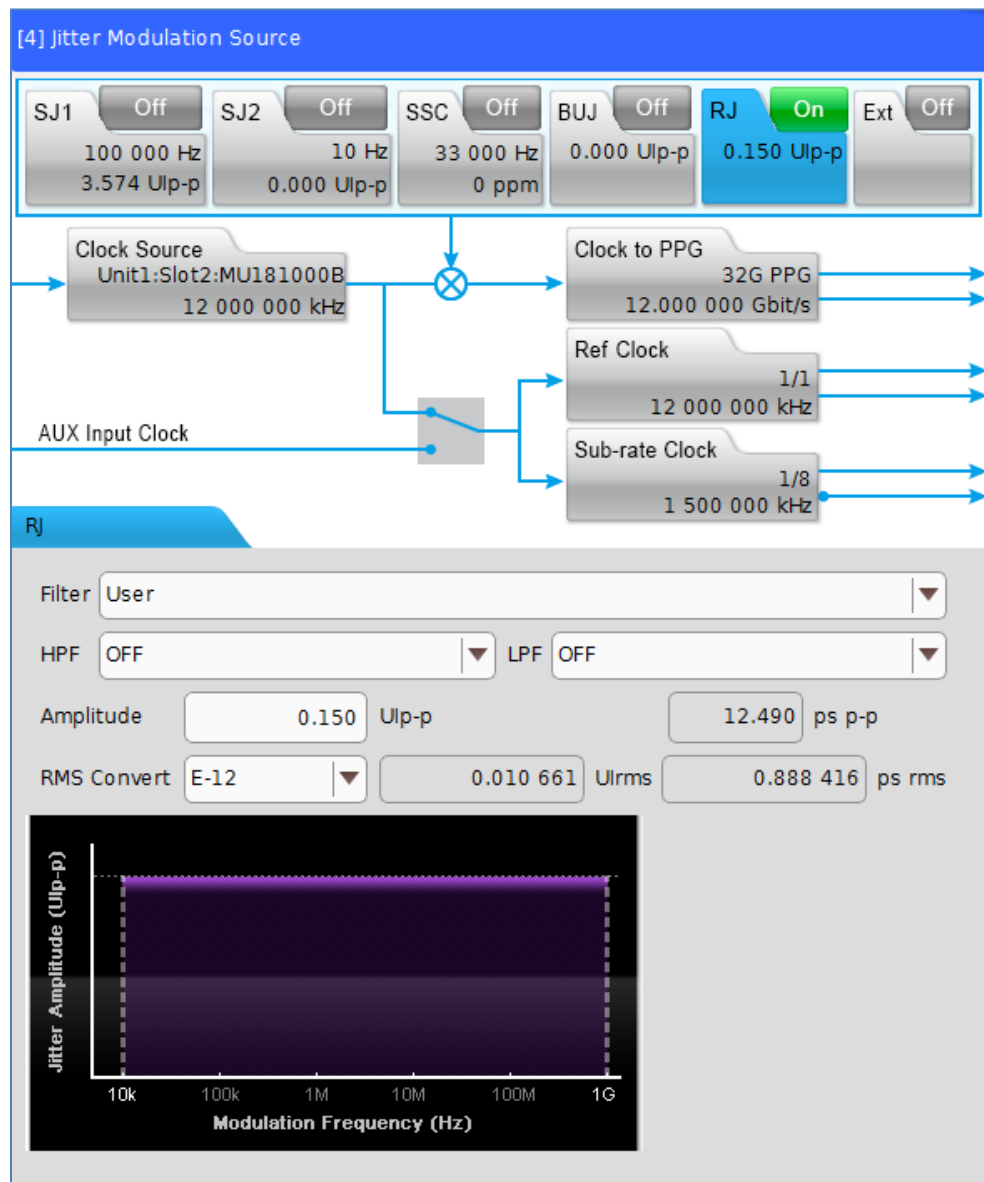 [4] Jitter Modulation Source
SJ1 Off SJ2 Off SSC Off BUJ Off RJ On Ext Off
100 000 Hz 10 Hz 33 000 Hz 0.000 UIp-p 0.150 UIp-p
3.574 UIp-p 0.000 UIp-p 0 ppm
Clock Source
Unit1:Slot2:MU181000B
12 000 000 kHz
Clock to PPG
32G PPG
12.000 000 Gbit/s
Ref Clock
1/1
12 000 000 kHz
AUX Input Clock
Sub-rate Clock
1/8
1 500 000 kHz
RJ
Filter User
HPF OFF LPF OFF
Amplitude 0.150 UIp-p 12.490 ps p-p
RMS Convert E-12 0.010 661 UIrms 0.888 416 ps rms
Jitter Amplitude (UIp-p)
10k 100k 1M 10M 100M 1G
Modulation Frequency (Hz)